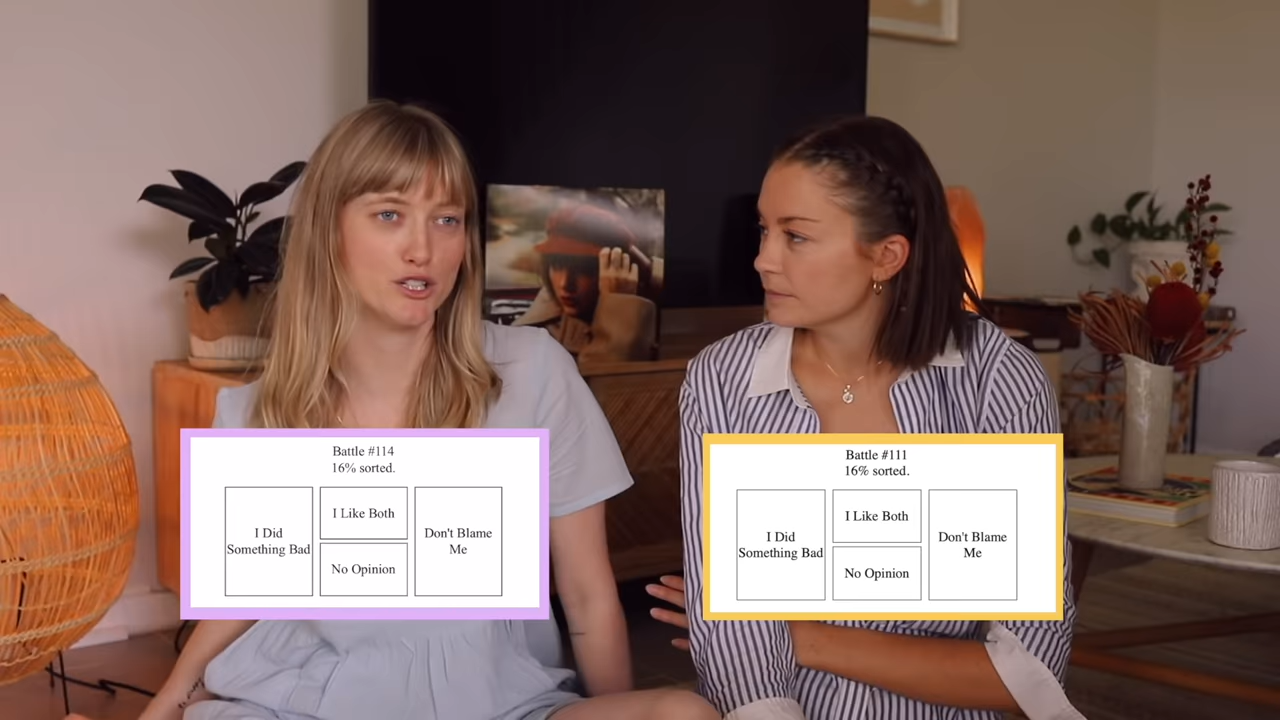 Battle #114
16% sorted.
I Did
Something Bad
I Like Both
No Opinion
Don't Blame
Me
Battle #111
16% sorted.
I Did
Something Bad
I Like Both
No Opinion
Don't Blame
Me